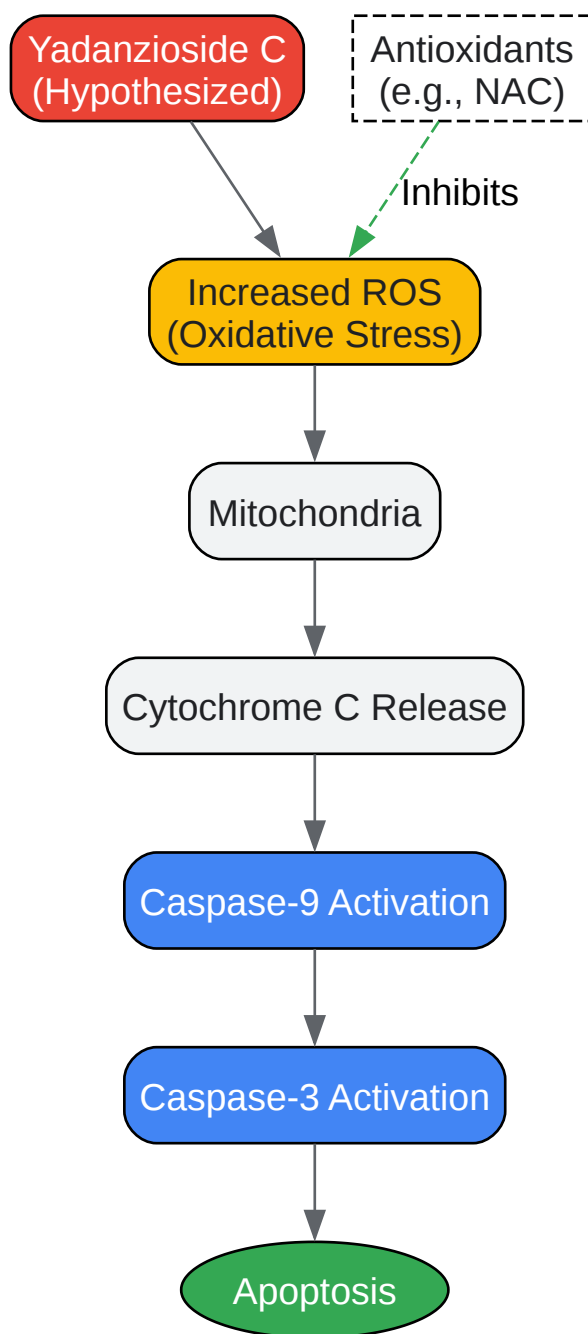 Yadanzioside C
(Hypothesized)
Antioxidants
(e.g., NAC)
Inhibits
Increased ROS
(Oxidative Stress)
Mitochondria
Cytochrome C Release
Caspase-9 Activation
Caspase-3 Activation
Apoptosis